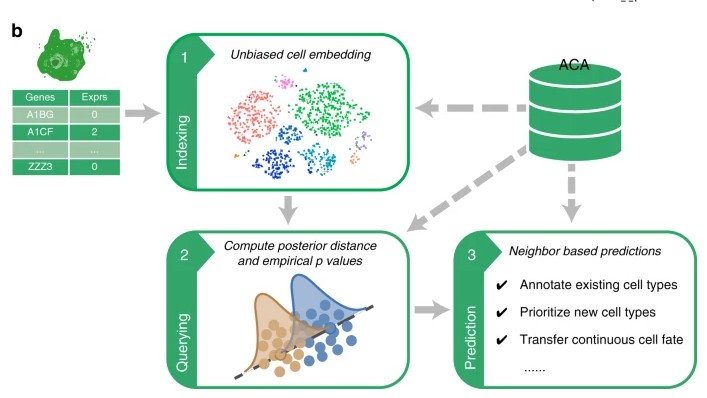 b
Genes Exprs
A1BG 0
A1CF 2
... ...
ZZZ3 0
1
Indexing
Unbiased cell embedding
ACA
2
Querying
Compute posterior distance
and empirical p values
3
Prediction
Neighbor based predictions
✔ Annotate existing cell types
✔ Prioritize new cell types
✔ Transfer continuous cell fate
......